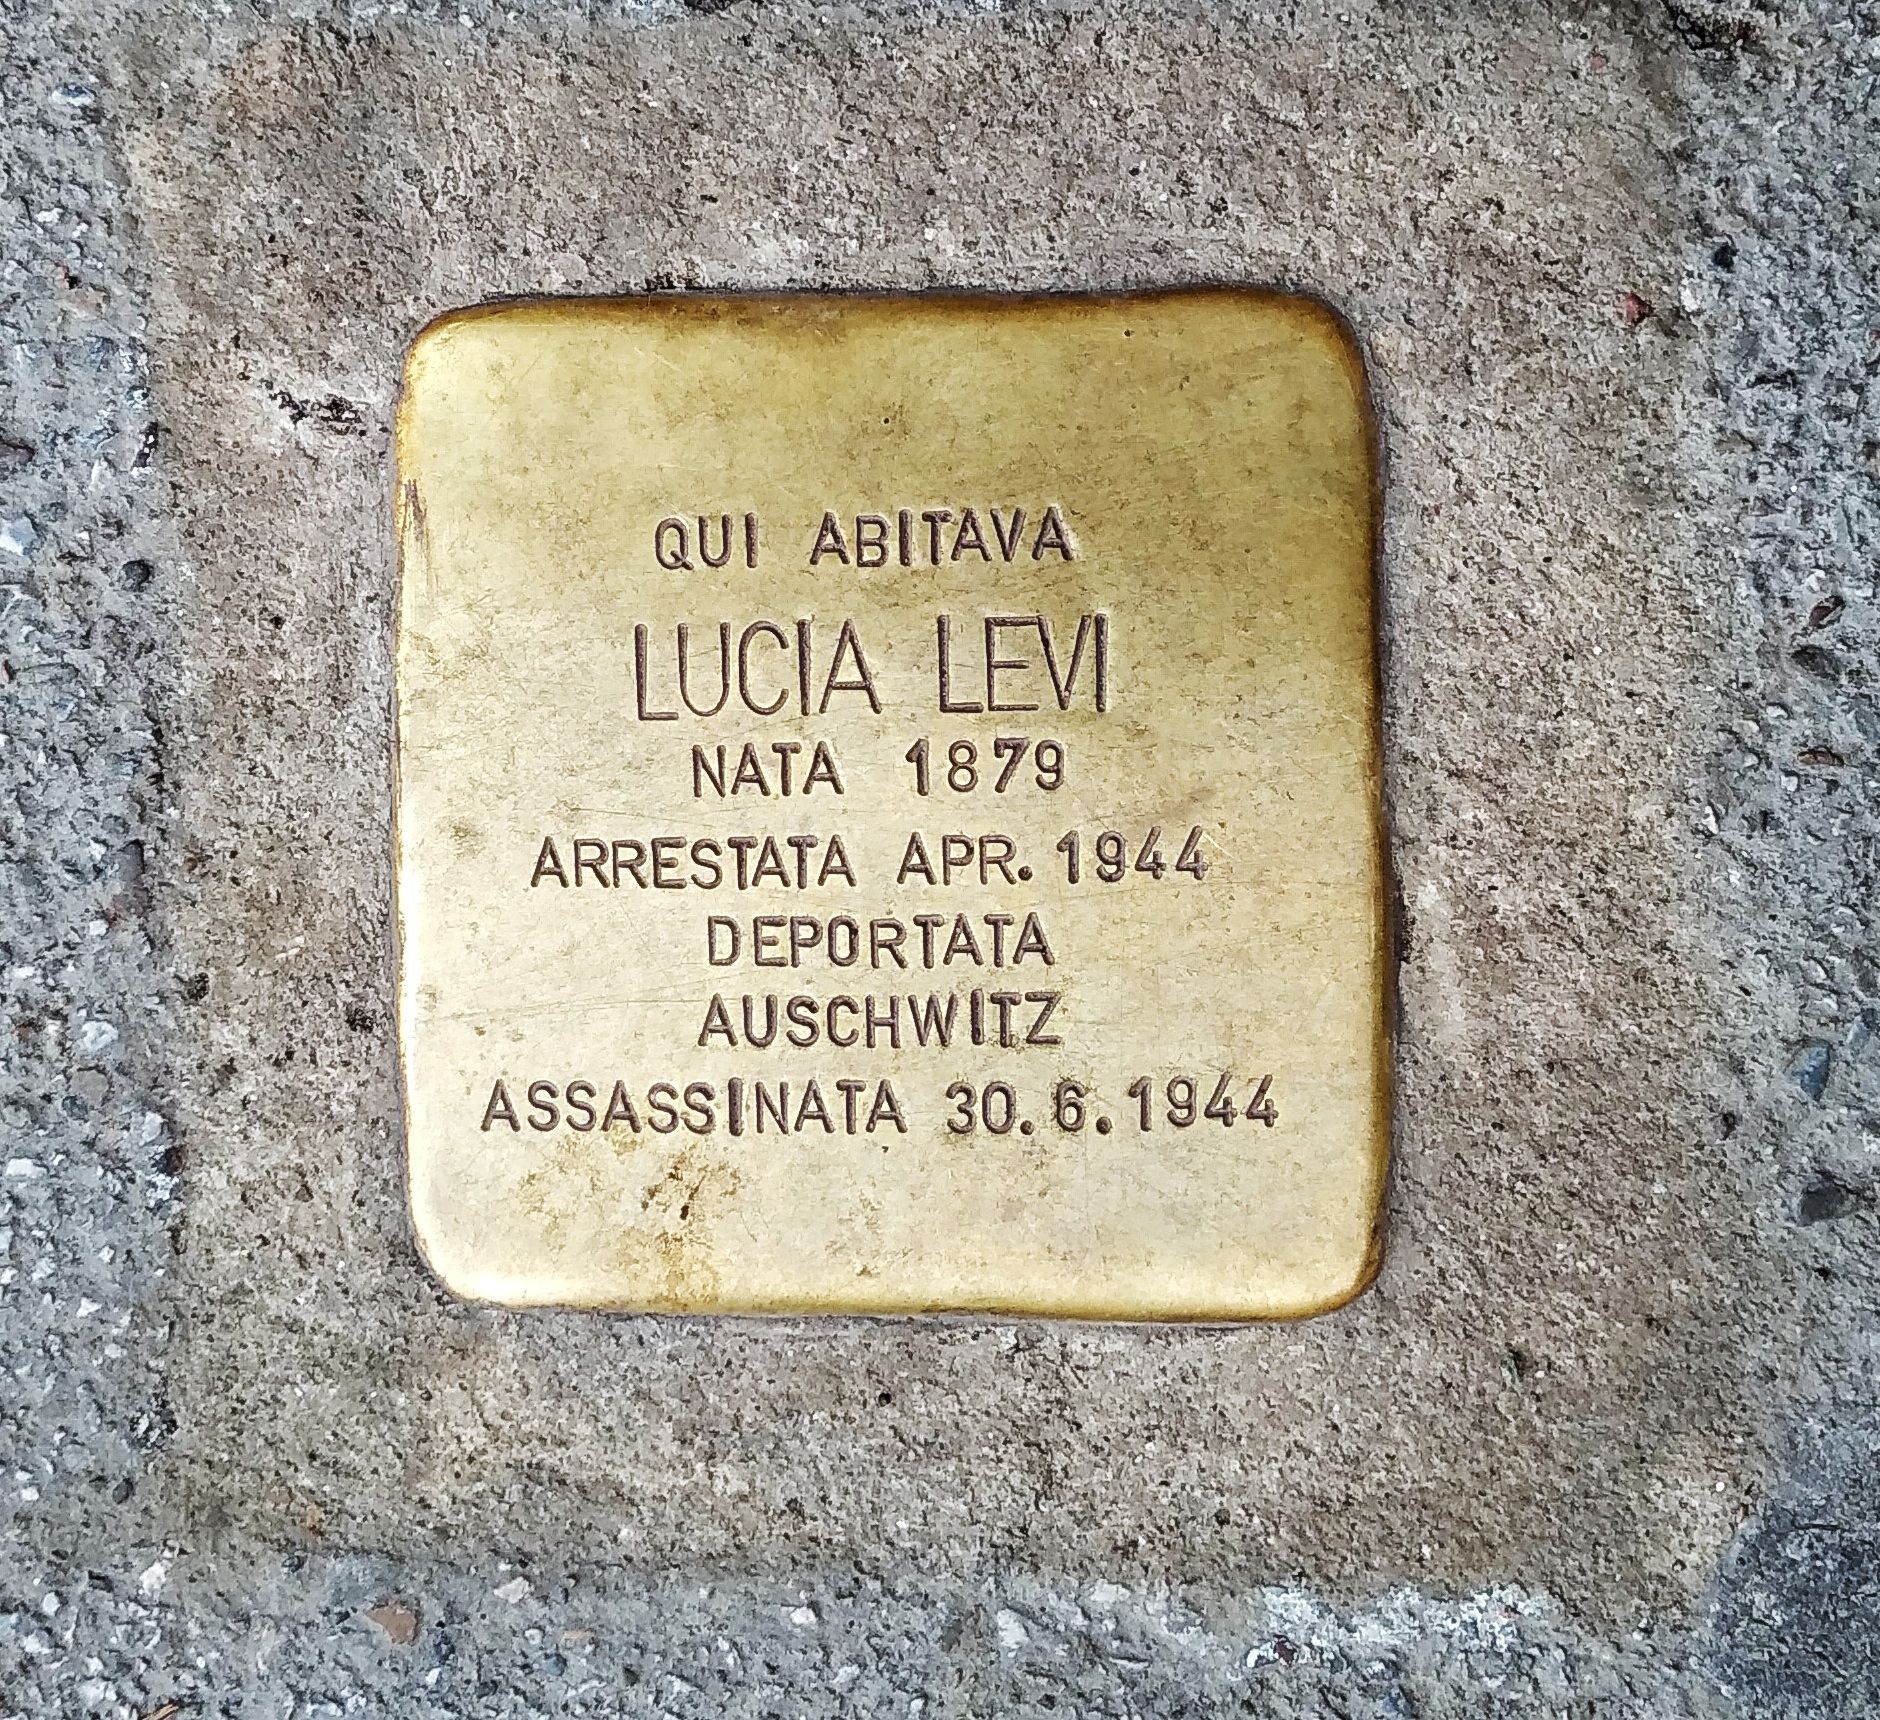 QUI ABITAVA
LUCIA LEVI
NATA 1879
ARRESTATA APR. 1944
DEPORTATA
AUSCHWITZ
ASSASSINATA 30.6.1944